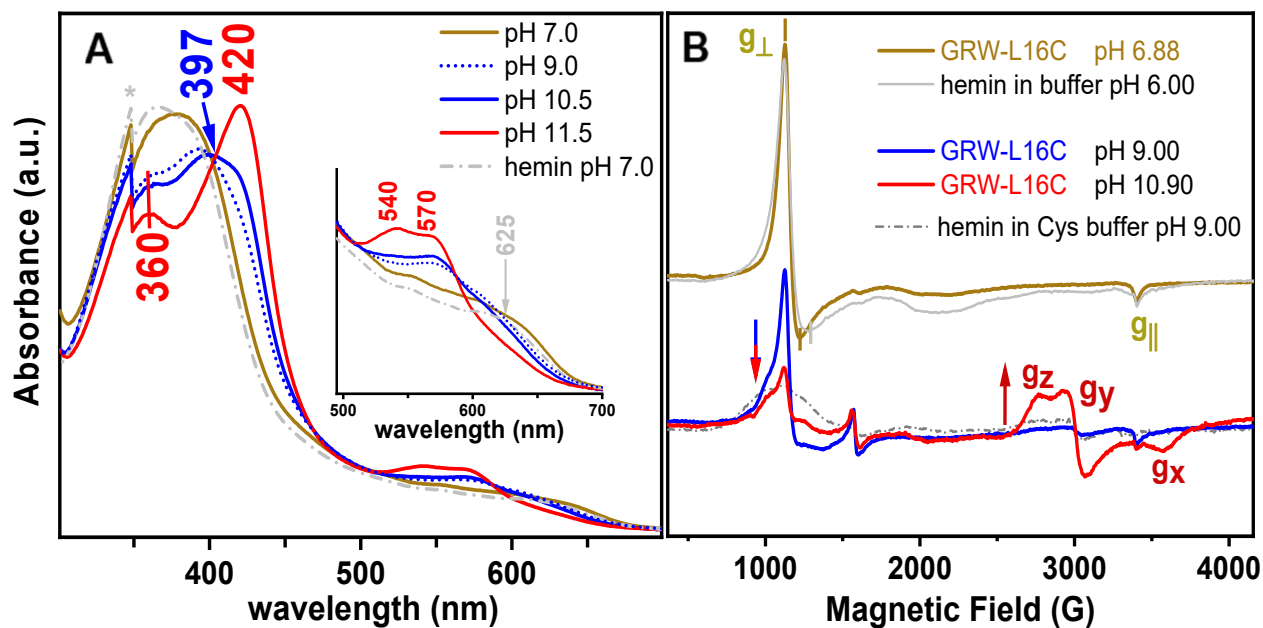 A
397
420
*
360
pH 7.0
pH 9.0
pH 10.5
pH 11.5
hemin pH 7.0
540
570
625
500
600
700
wavelength (nm)
400
500
600
wavelength (nm)
Absorbance (a.u.)
B
g⊥
GRW-L16C pH 6.88
hemin in buffer pH 6.00
GRW-L16C pH 9.00
GRW-L16C pH 10.90
hemin in Cys buffer pH 9.00
g||
gz
gy
gx
1000
2000
3000
4000
Magnetic Field (G)